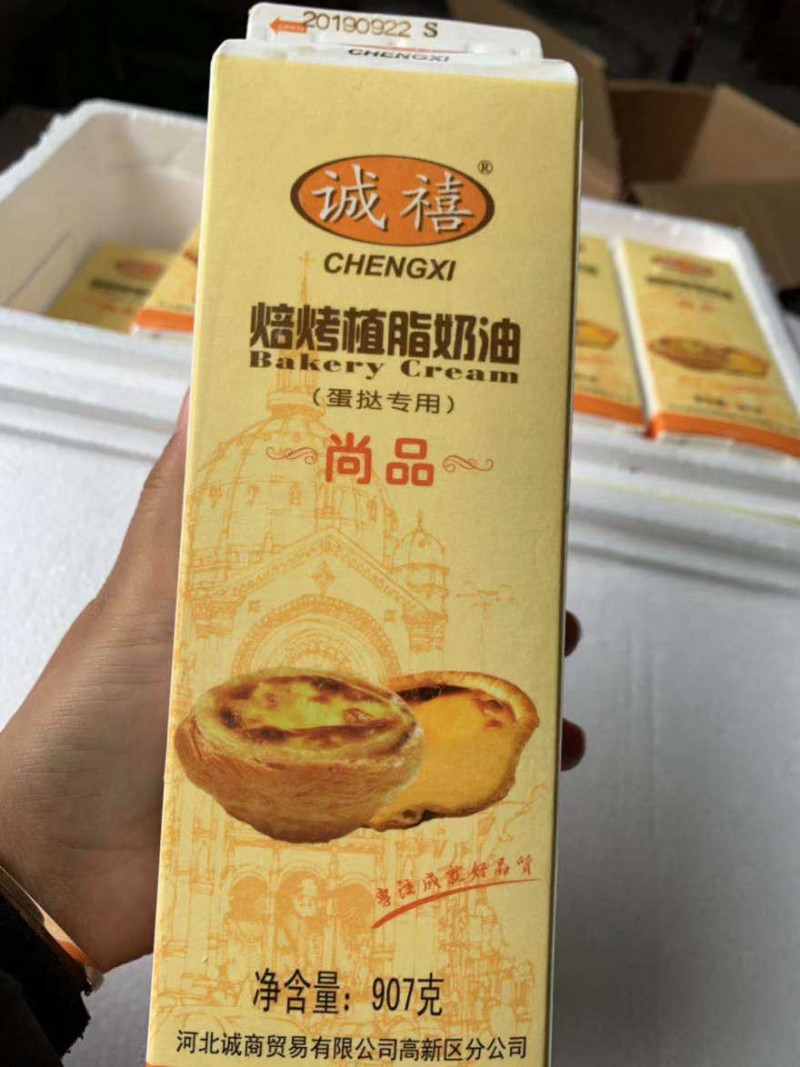 20190922 S
CHENGXI
诚禧®
CHENGXI
焙烤植脂奶油
Bakery Cream
(蛋挞专用)
尚品
专注成就好品质
净含量：907克
河北诚商贸易有限公司高新区分公司